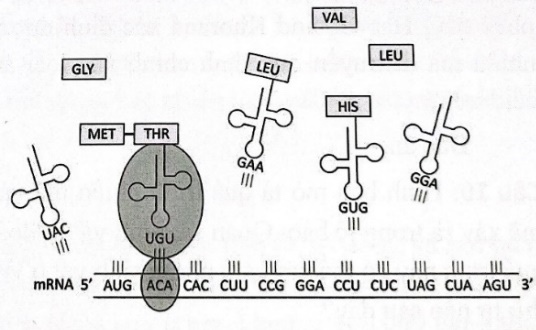 VAL
LEU
GLY
LEU
HIS
MET THR
GAA
GGA
GUG
UAC
UGU
mRNA 5' AUG ACA CAC CUU CCG GGA CCU CUC UAG CUA AGU 3'